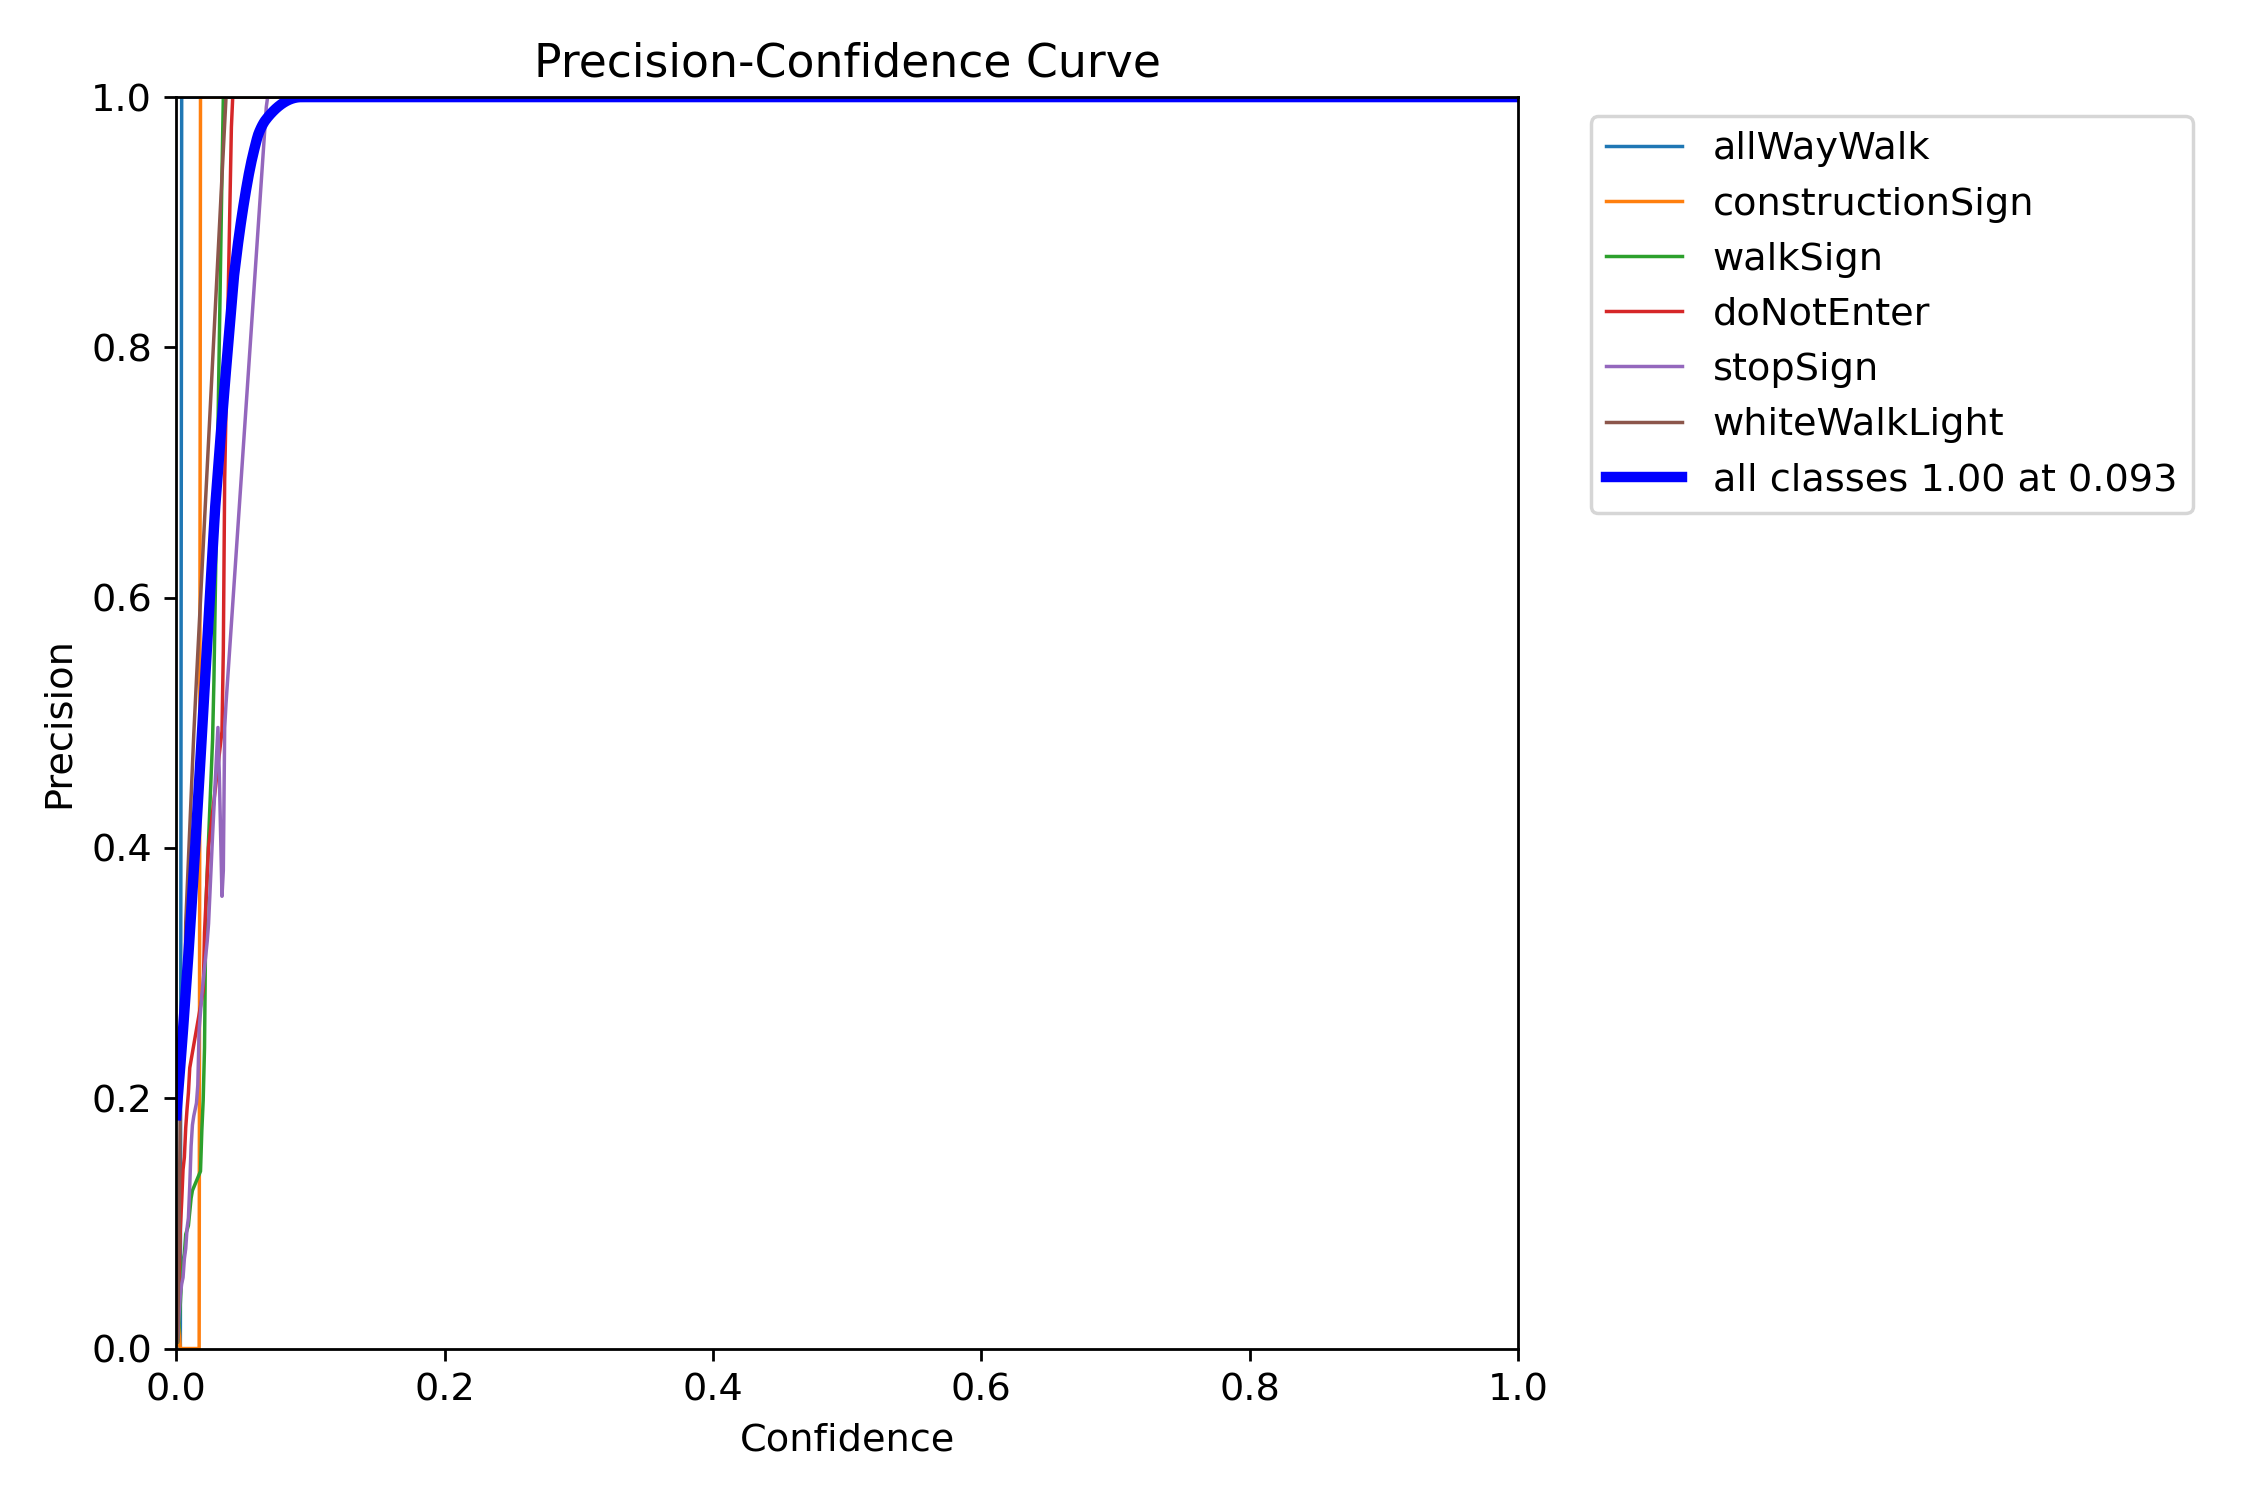 Precision-Confidence Curve
1.0
0.8
0.6
0.4
0.2
0.0
Precision
0.0 0.2 0.4 0.6 0.8 1.0
Confidence
allWayWalk
constructionSign
walkSign
doNotEnter
stopSign
whiteWalkLight
all classes 1.00 at 0.093